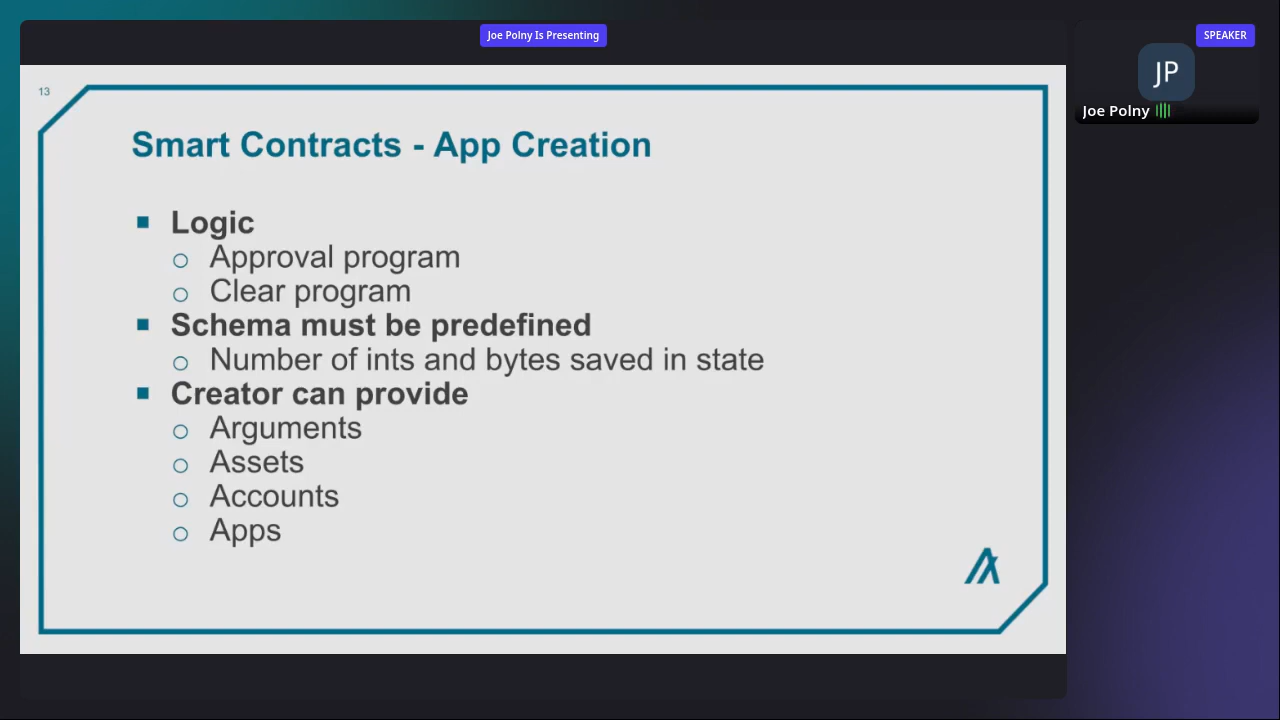 Joe Polny Is Presenting
SPEAKER
JP
Joe Polny
13
Smart Contracts - App Creation
Logic
Approval program
Clear program
Schema must be predefined
Number of ints and bytes saved in state
Creator can provide
Arguments
Assets
Accounts
Apps